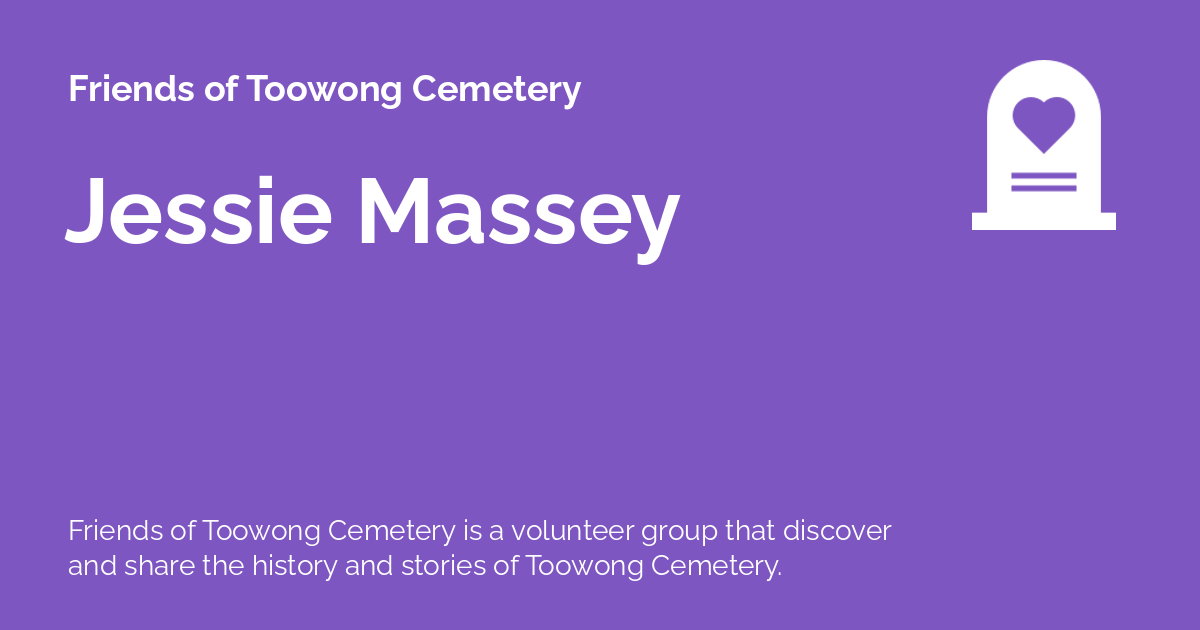 Friends of Toowong Cemetery
Jessie Massey
Friends of Toowong Cemetery is a volunteer group that discover
and share the history and stories of Toowong Cemetery.